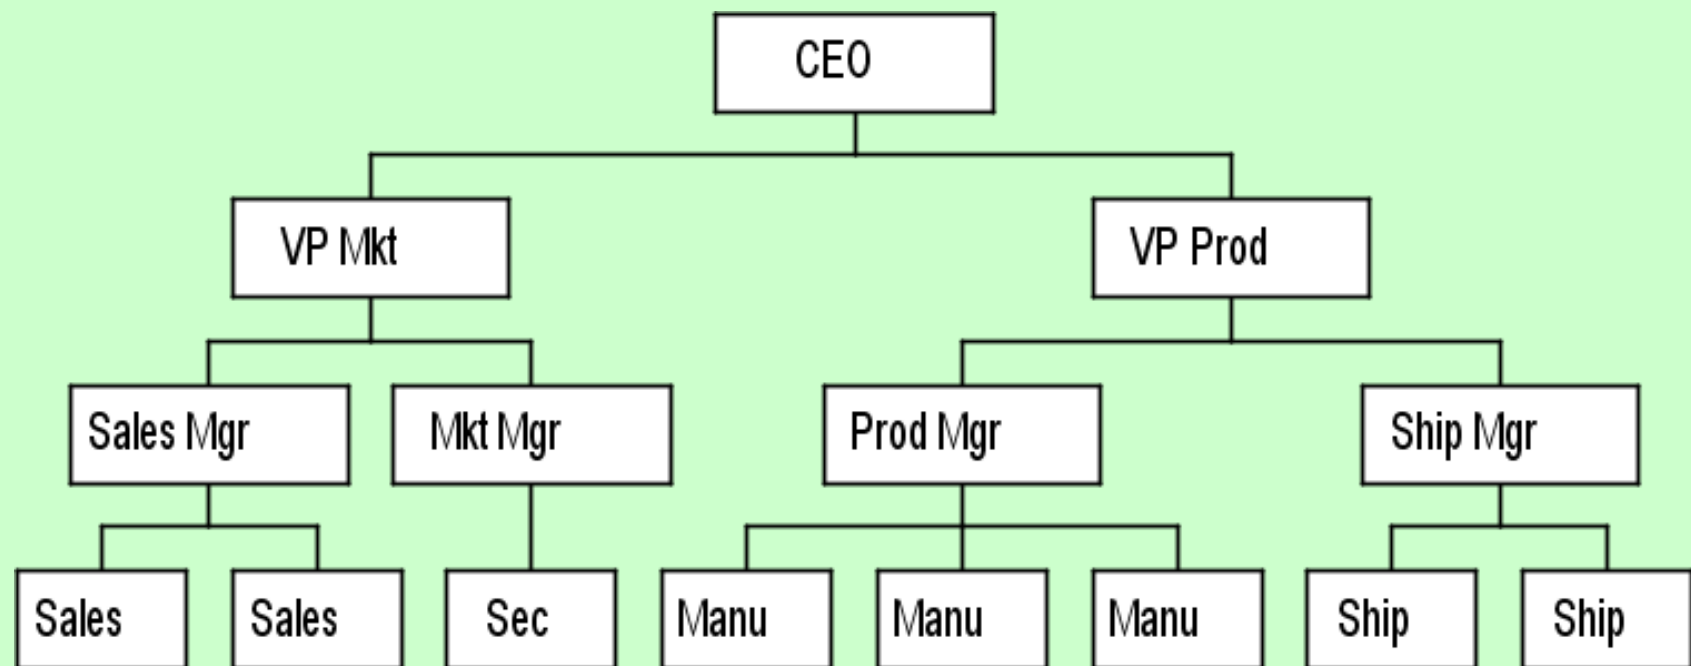 CEO
VP Mkt
VP Prod
Sales Mgr
Mkt Mgr
Prod Mgr
Ship Mgr
Sales
Sales
Sec
Manu
Manu
Manu
Ship
Ship